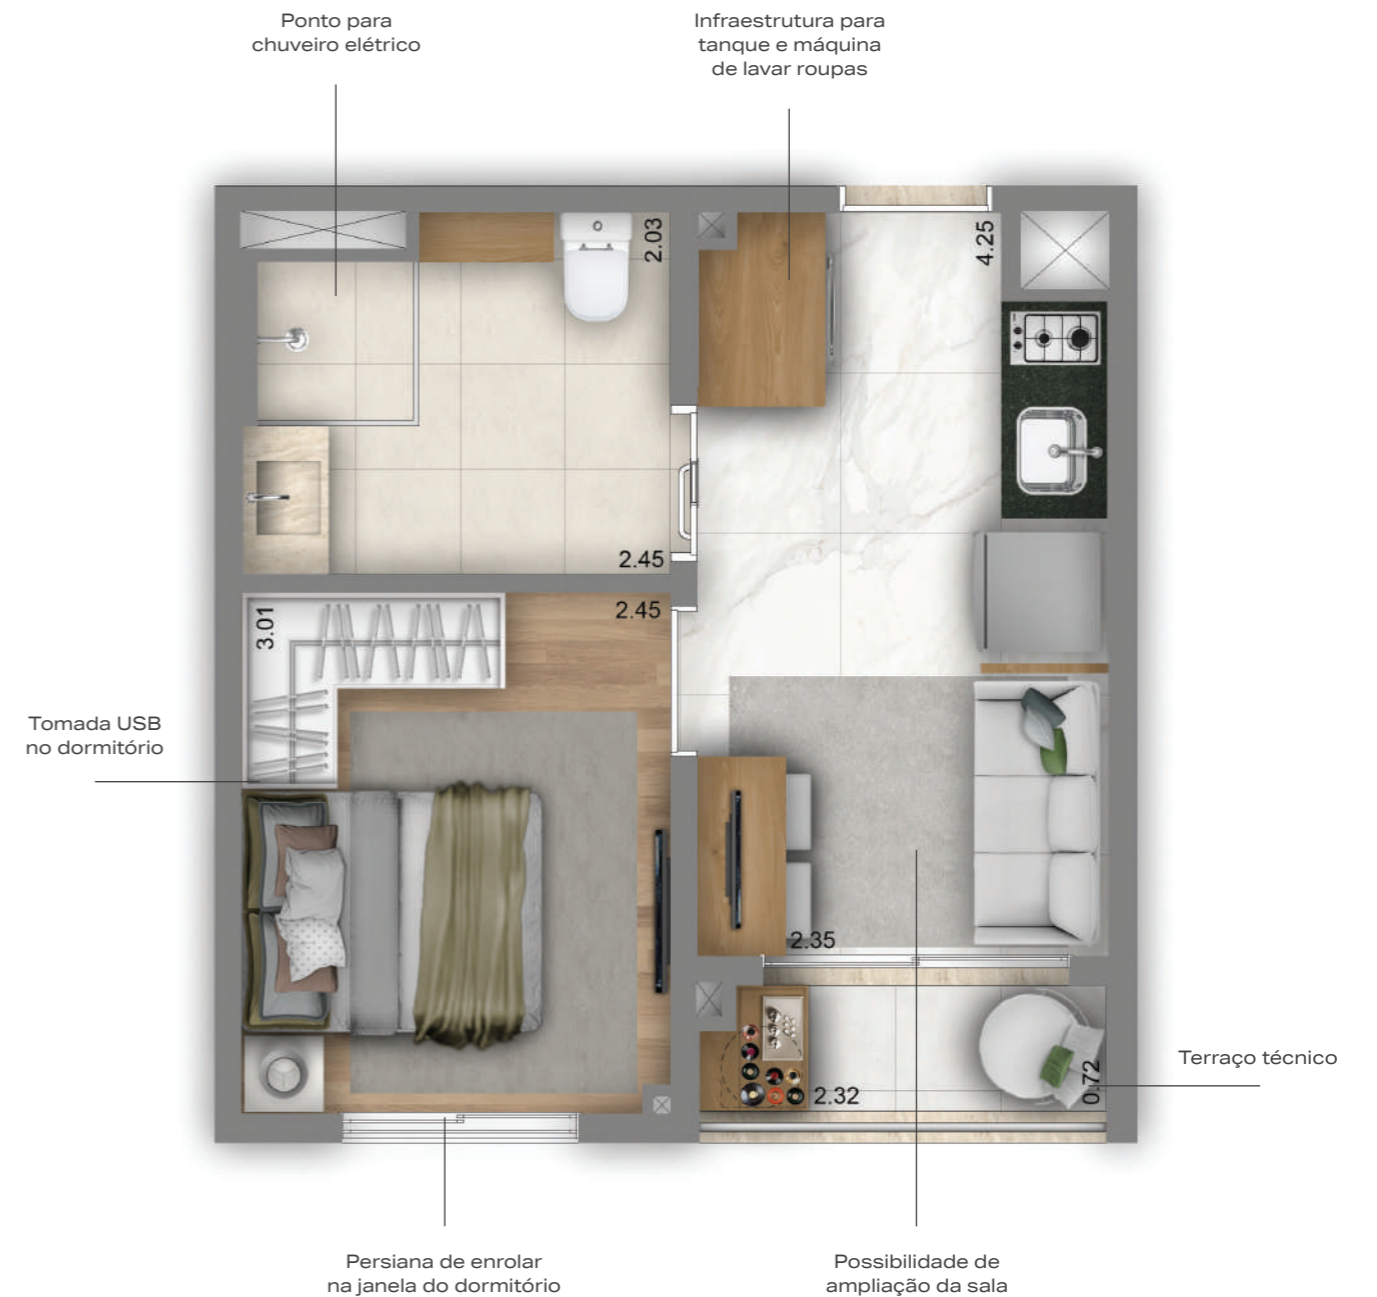 Ponto para
chuveiro elétrico
Infraestrutura para
tanque e máquina
de lavar roupas
2.03
4.25
2.45
2.45
3.01
Tomada USB
no dormitório
2.35
2.32
0.72
Terraço técnico
Persiana de enrolar
na janela do dormitório
Possibilidade de
ampliação da sala